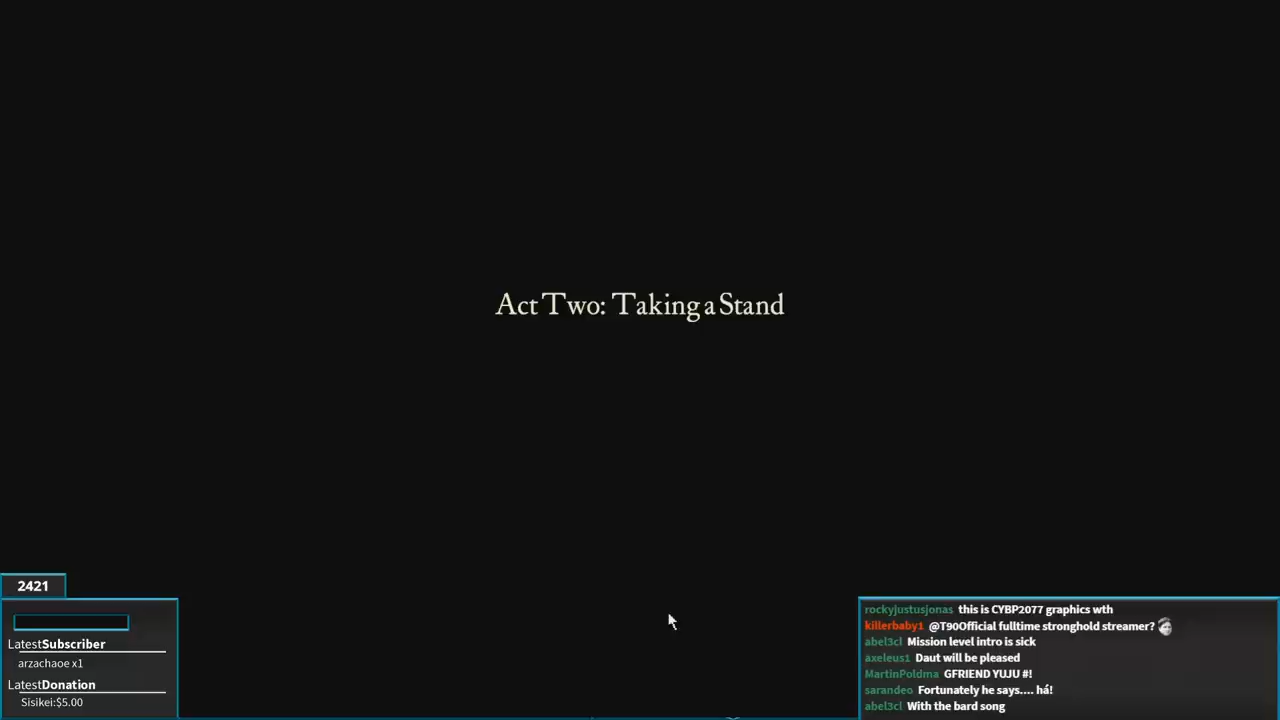 Act Two: Taking a Stand
2421
LatestSubscriber
arzachaoe x1
LatestDonation
Sisikei:$5.00
rockyjustusjonas this is CYBP2077 graphics wth
killerbaby1 @T90Official fulltime stronghold streamer?
abel3cl Mission level intro is sick
axeleus1 Daut will be pleased
MartinPoldma GFRIEND YUJU #!
sarandeo Fortunately he says.... há!
abel3cl With the bard song